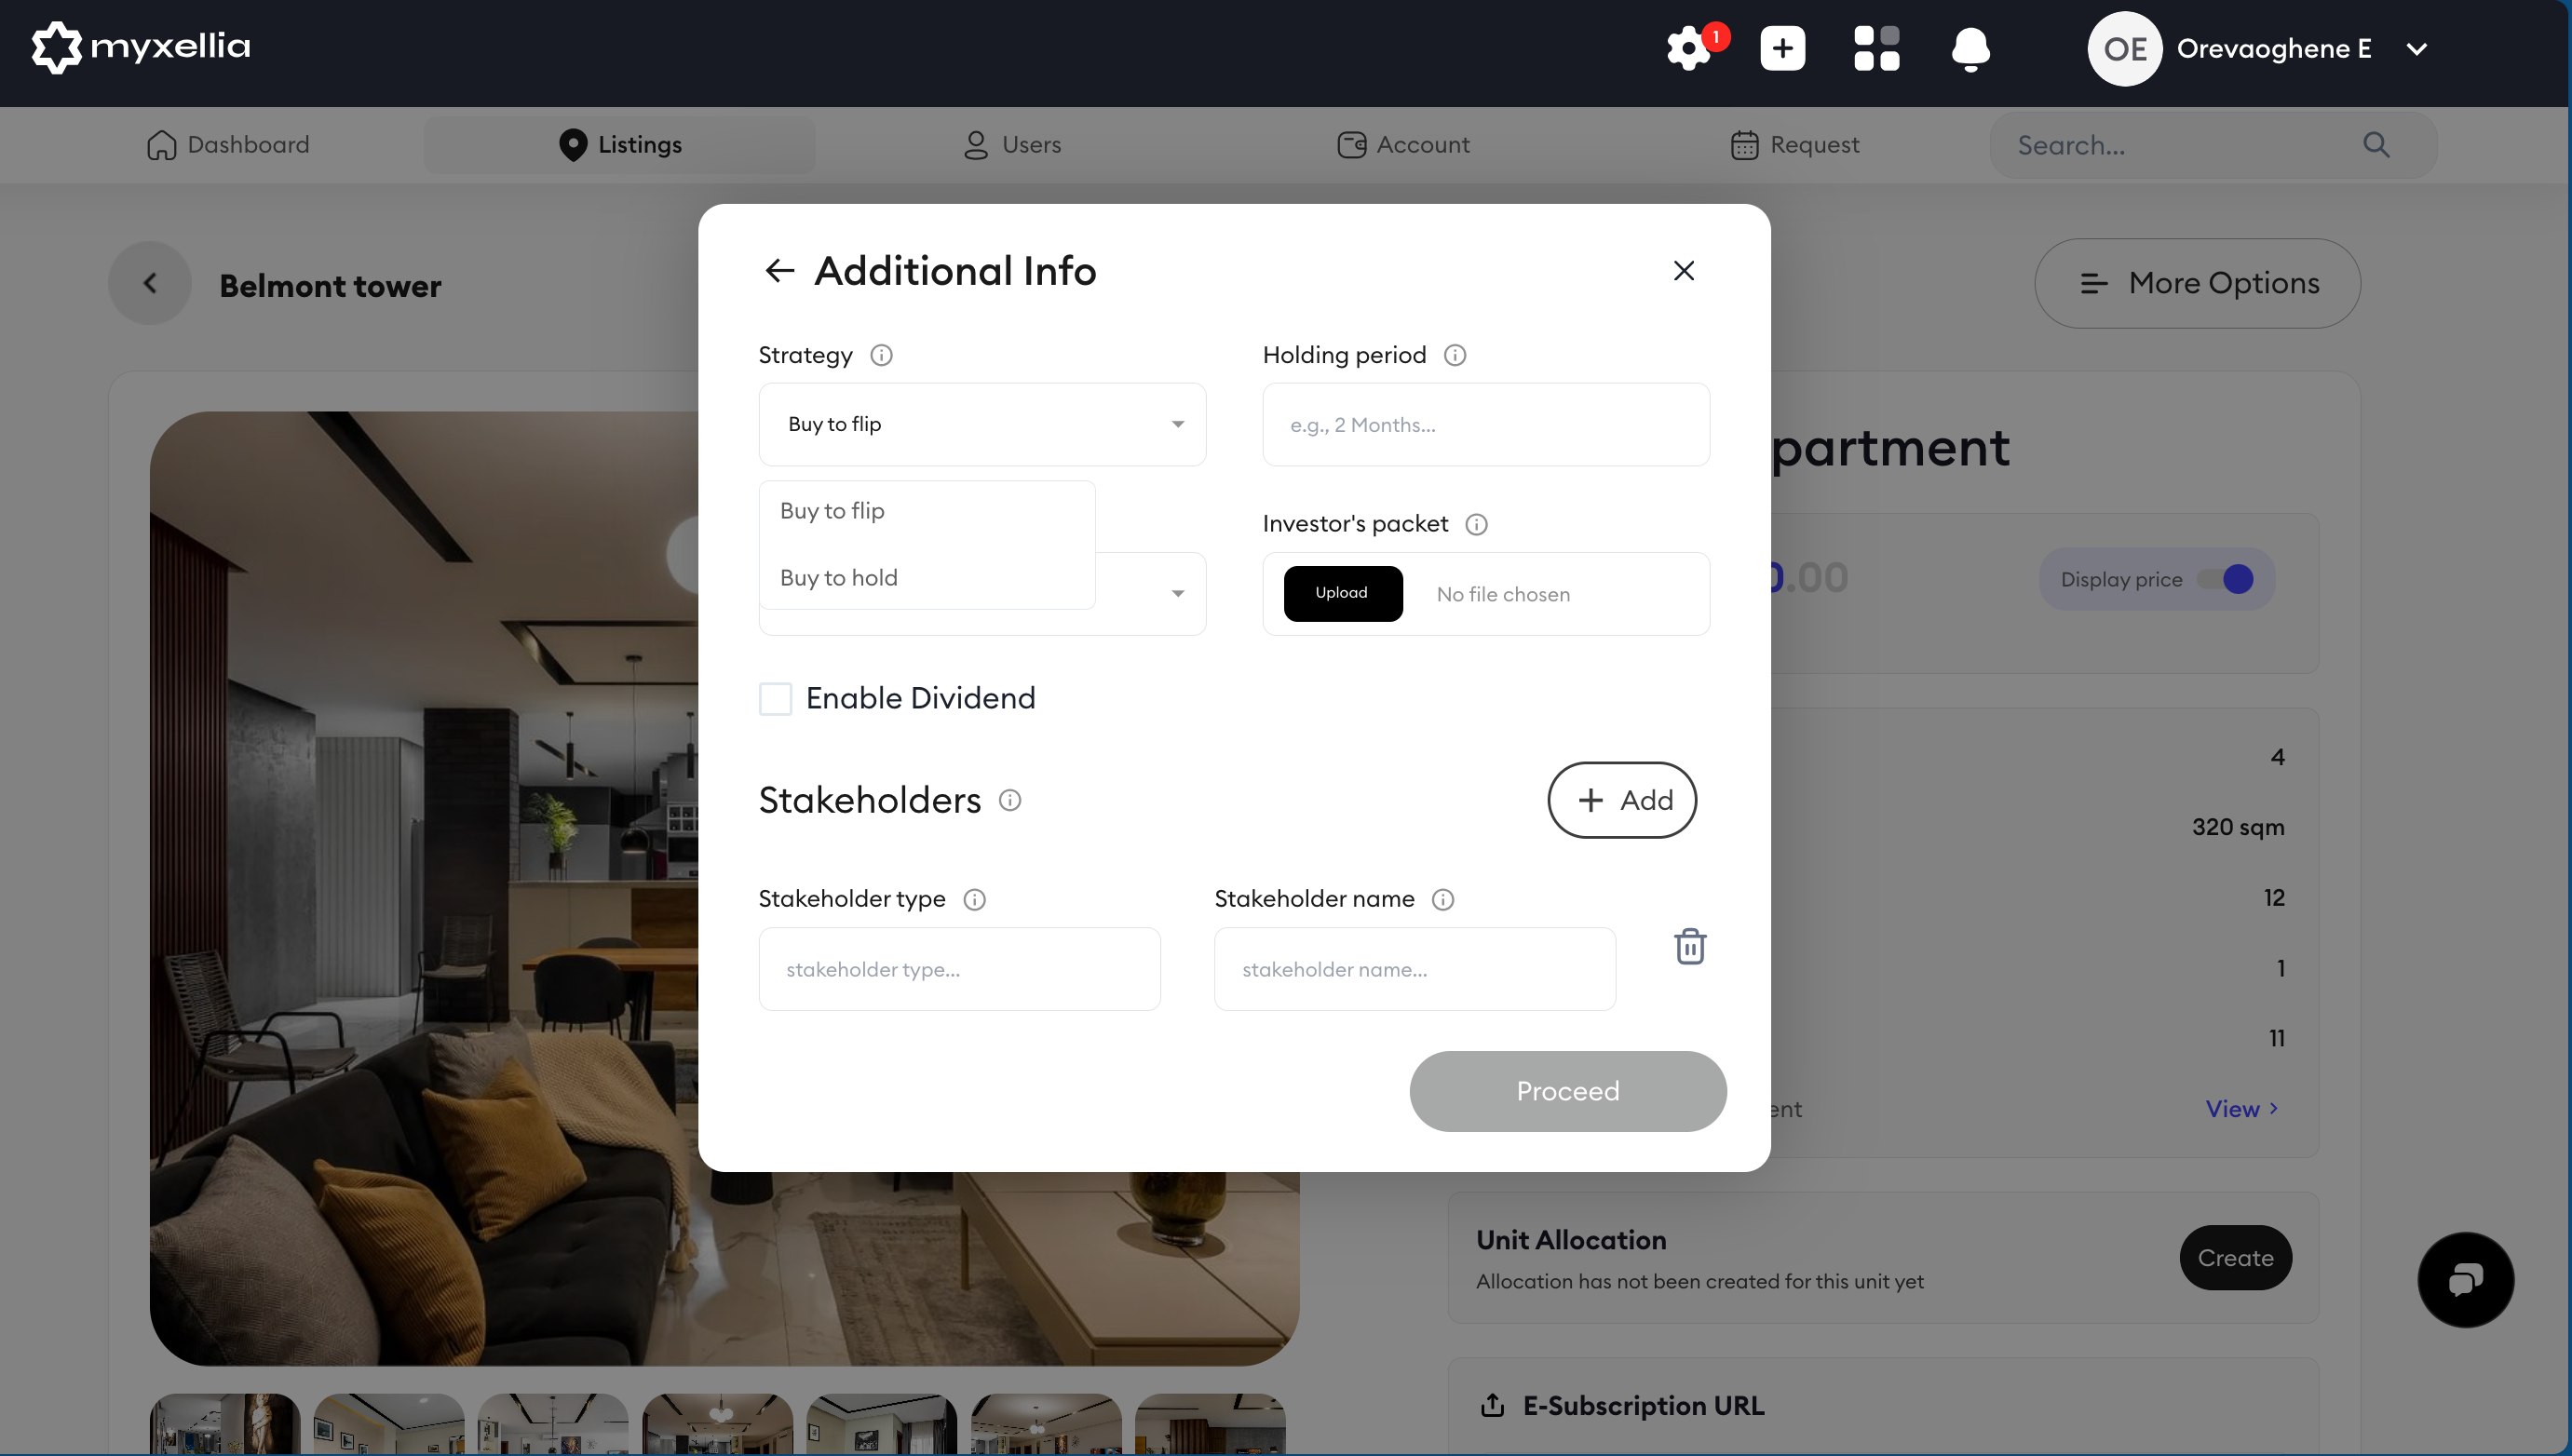 myxellia
1
OE
Orevaoghene E
Dashboard
Listings
Users
Account
Request
Search...
Belmont tower
More Options
Additional Info
Strategy
Holding period
Buy to flip
e.g., 2 Months...
partment
Buy to flip
Buy to hold
Investor's packet
Upload
No file chosen
.00
Display price
Enable Dividend
4
Stakeholders
+ Add
320 sqm
Stakeholder type
Stakeholder name
12
stakeholder type...
stakeholder name...
1
11
Proceed
ent
View >
Unit Allocation
Allocation has not been created for this unit yet
Create
E-Subscription URL